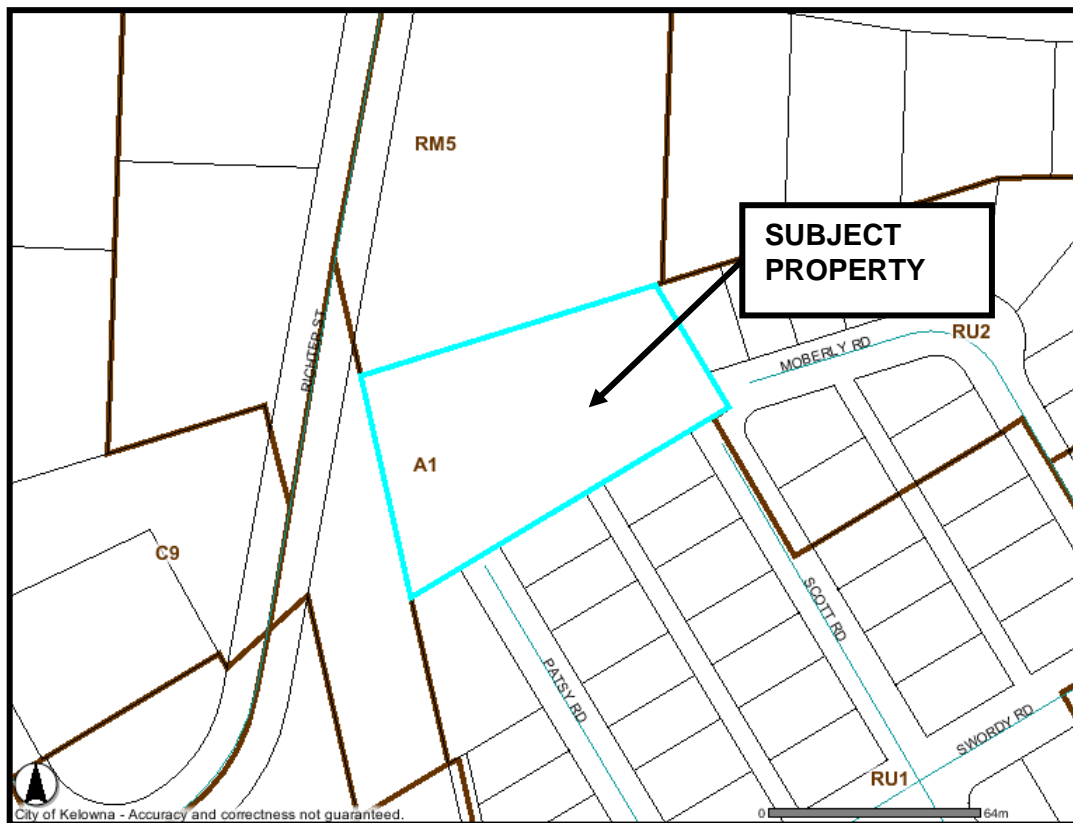 RM5
SUBJECT
PROPERTY
RICHTER ST
MOBERLY RD
RU2
A1
C9
SCOTT RD
PATSY RD
SWORDY RD
RU1
City of Kelowna - Accuracy and correctness not guaranteed.
0
64m